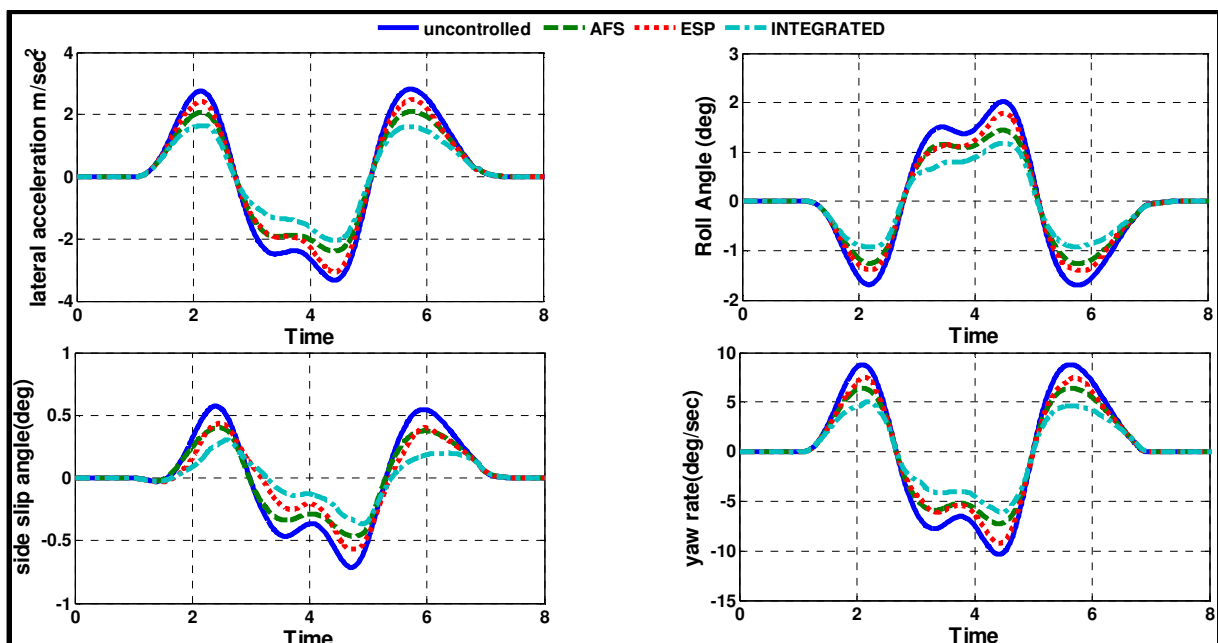 uncontrolled AFS ESP INTEGRATED
lateral acceleration m/sec²
4
2
0
-2
-4
0 2 4 6 8
Time
Roll Angle (deg)
3
2
1
0
-1
-2
0 2 4 6 8
Time
side slip angle(deg)
1
0.5
0
-0.5
-1
0 2 4 6 8
Time
yaw rate(deg/sec)
10
5
0
-5
-10
-15
0 2 4 6 8
Time